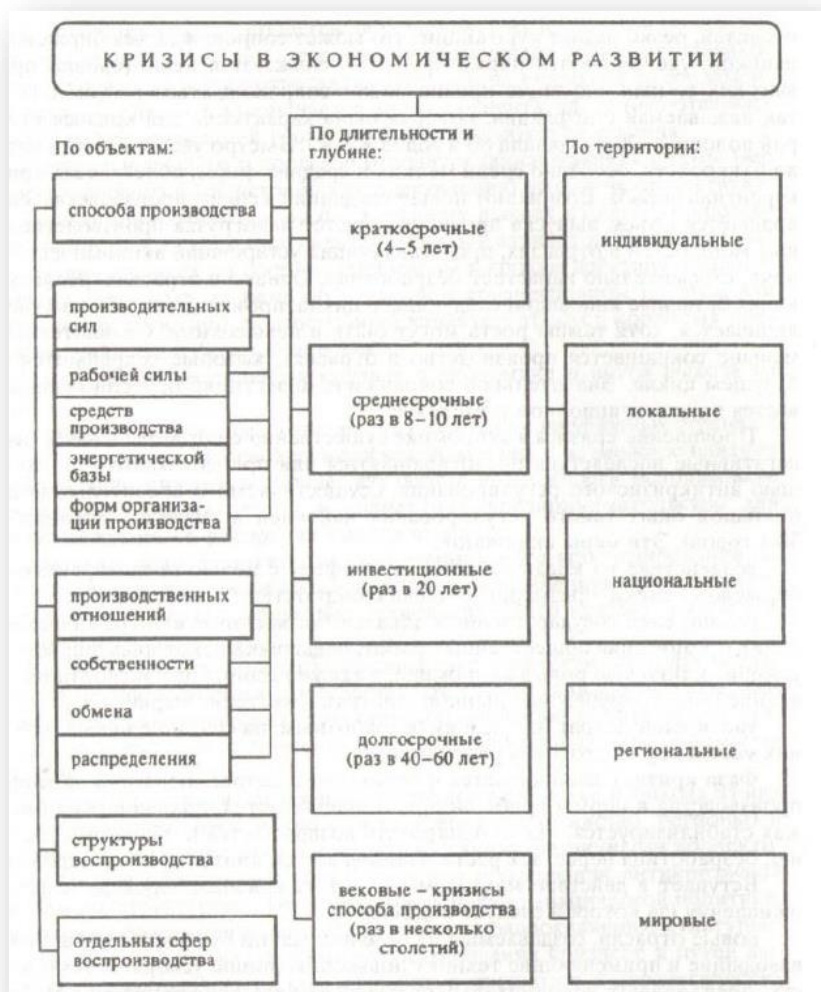 КРИЗИСЫ В ЭКОНОМИЧЕСКОМ РАЗВИТИИ
По объектам:
способа производства
производительных
сил
рабочей силы
средств
производства
энергетической
базы
форм организа-
ции производства
производственных
отношений
собственности
обмена
распределения
структуры
воспроизводства
отдельных сфер
воспроизводства
По длительности и
глубине:
краткосрочные
(4–5 лет)
среднесрочные
(раз в 8–10 лет)
инвестиционные
(раз в 20 лет)
долгосрочные
(раз в 40–60 лет)
вековые – кризисы
способа производства
(раз в несколько
столетий)
По территории:
индивидуальные
локальные
национальные
региональные
мировые